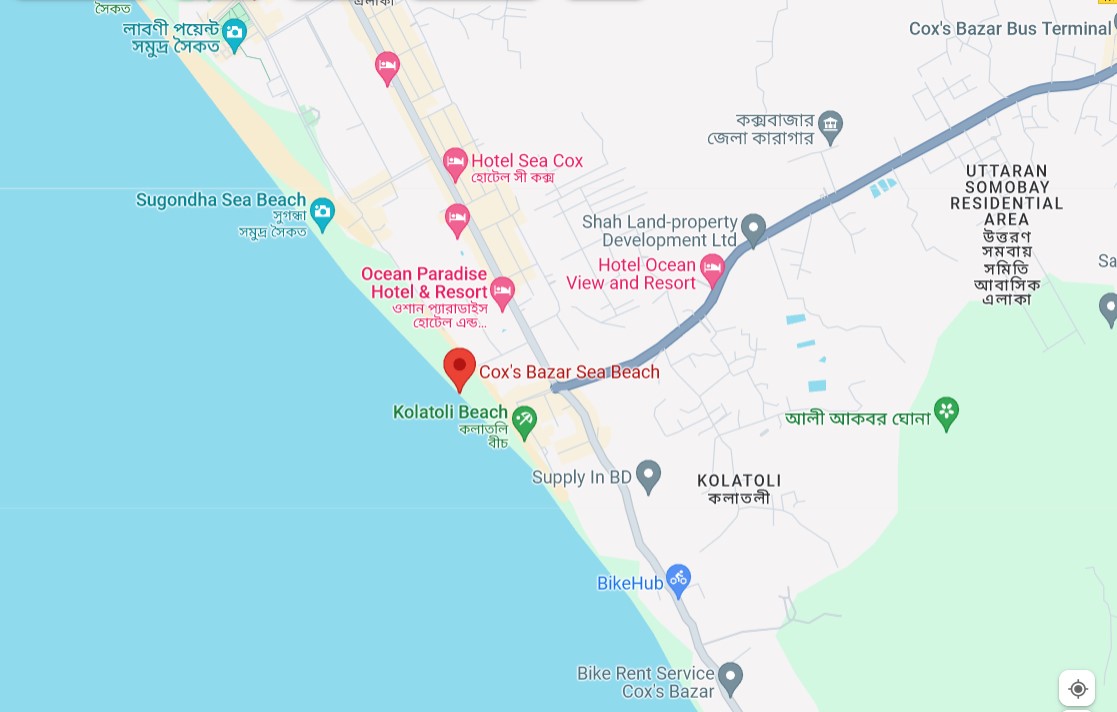 সৈকত
এলাকা
লাবণী পয়েন্ট
সমুদ্র সৈকত
Cox's Bazar Bus Terminal
কক্সবাজার
জেলা কারাগার
Hotel Sea Cox
হোটেল সী কক্স
UTTARAN
SOMOBAY
RESIDENTIAL
AREA
উত্তরণ
সমবায়
সমিতি
আবাসিক
এলাকা
Sugondha Sea Beach
সুগন্ধা
সমুদ্র সৈকত
Shah Land-property
Development Ltd
Hotel Ocean
View and Resort
Sa
Ocean Paradise
Hotel & Resort
ওশান প্যারাডাইস
হোটেল এন্ড...
Cox's Bazar Sea Beach
Kolatoli Beach
কলাতলি
বীচ
আলী আকবর ঘোনা
Supply In BD
KOLATOLI
কলাতলী
BikeHub
Bike Rent Service
Cox's Bazar